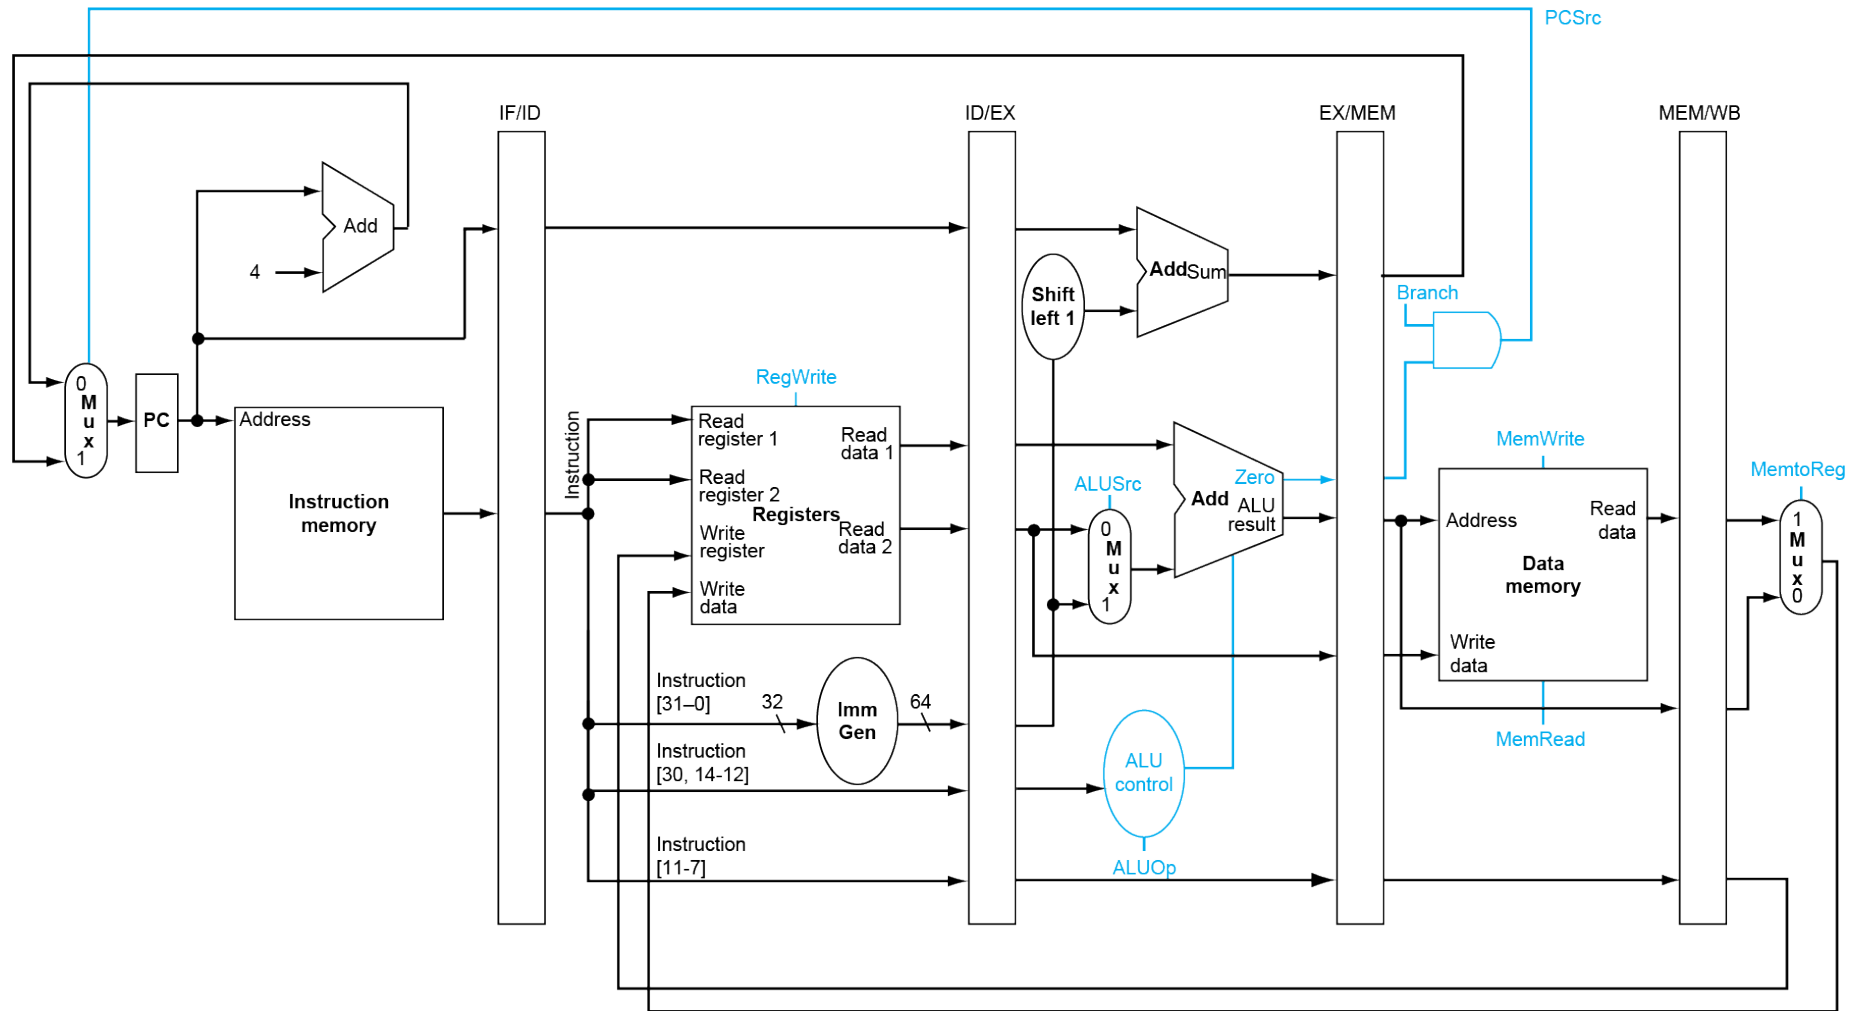 PCSrc
IF/ID
ID/EX
EX/MEM
MEM/WB
Add
4
Add Sum
Shift
left 1
Branch
0
M
u
x
1
PC
Address
Instruction
memory
Instruction
RegWrite
Read
register 1
Read
data 1
Read
register 2
Registers
Write
register
Read
data 2
Write
data
ALUSrc
0
M
u
x
1
Zero
Add
ALU
result
MemWrite
Address
Read
data
Data
memory
Write
data
MemRead
MemtoReg
1
M
u
x
0
Instruction
[31–0]
32
Imm
Gen
64
Instruction
[30, 14-12]
ALU
control
ALUOp
Instruction
[11-7]